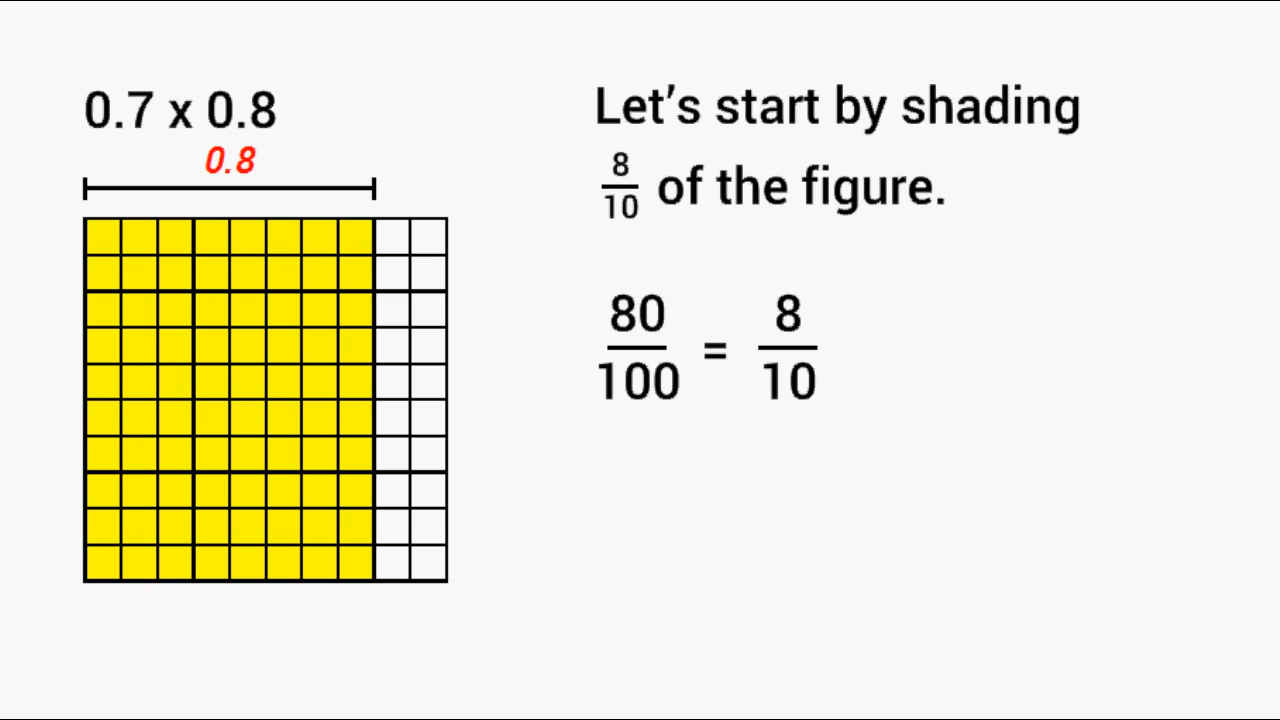 0.7 x 0.8
0.8
Let's start by shading
8/10 of the figure.
80/100 = 8/10